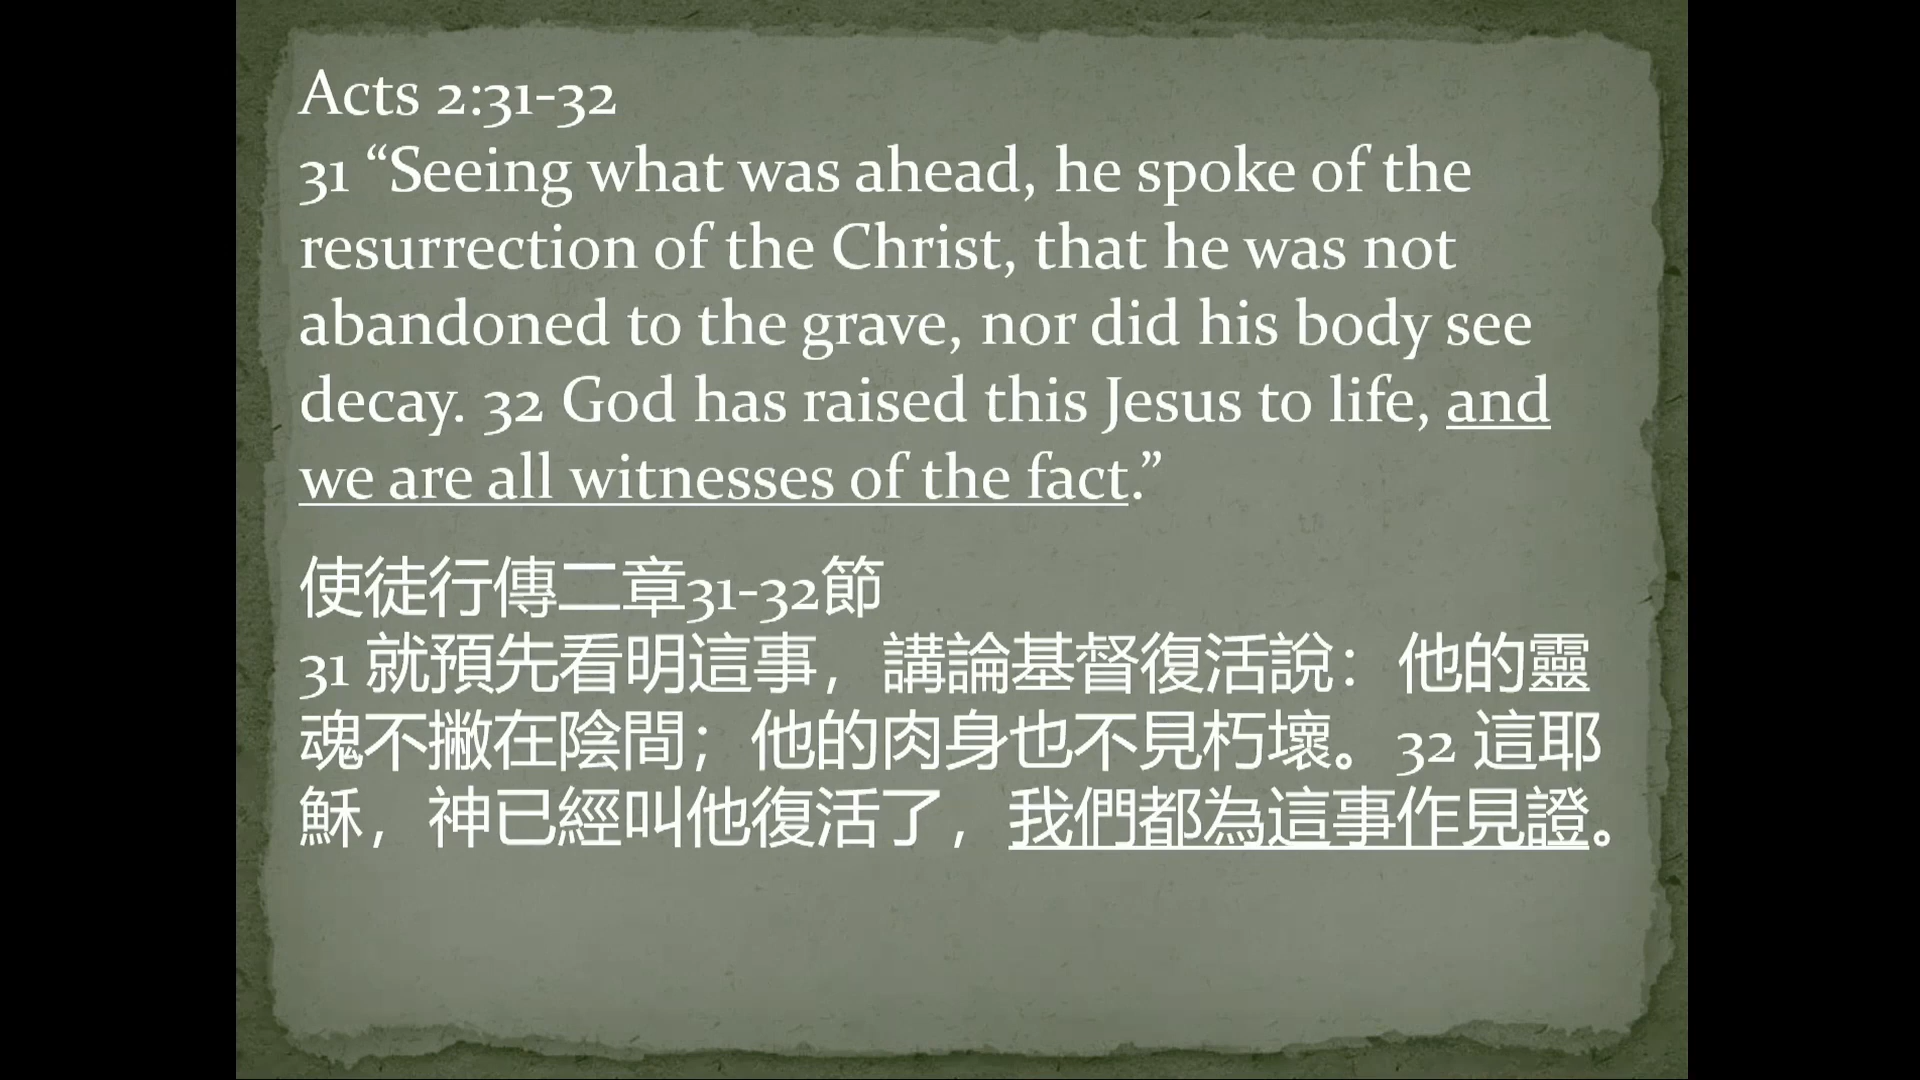 Acts 2:31-32
31 “Seeing what was ahead, he spoke of the
resurrection of the Christ, that he was not
abandoned to the grave, nor did his body see
decay. 32 God has raised this Jesus to life, and
we are all witnesses of the fact.”
使徒行傳二章31-32節
31 就預先看明這事，講論基督復活說：他的靈
魂不撇在陰間；他的肉身也不見朽壞。32 這耶
穌，神已經叫他復活了，我們都為這事作見證。